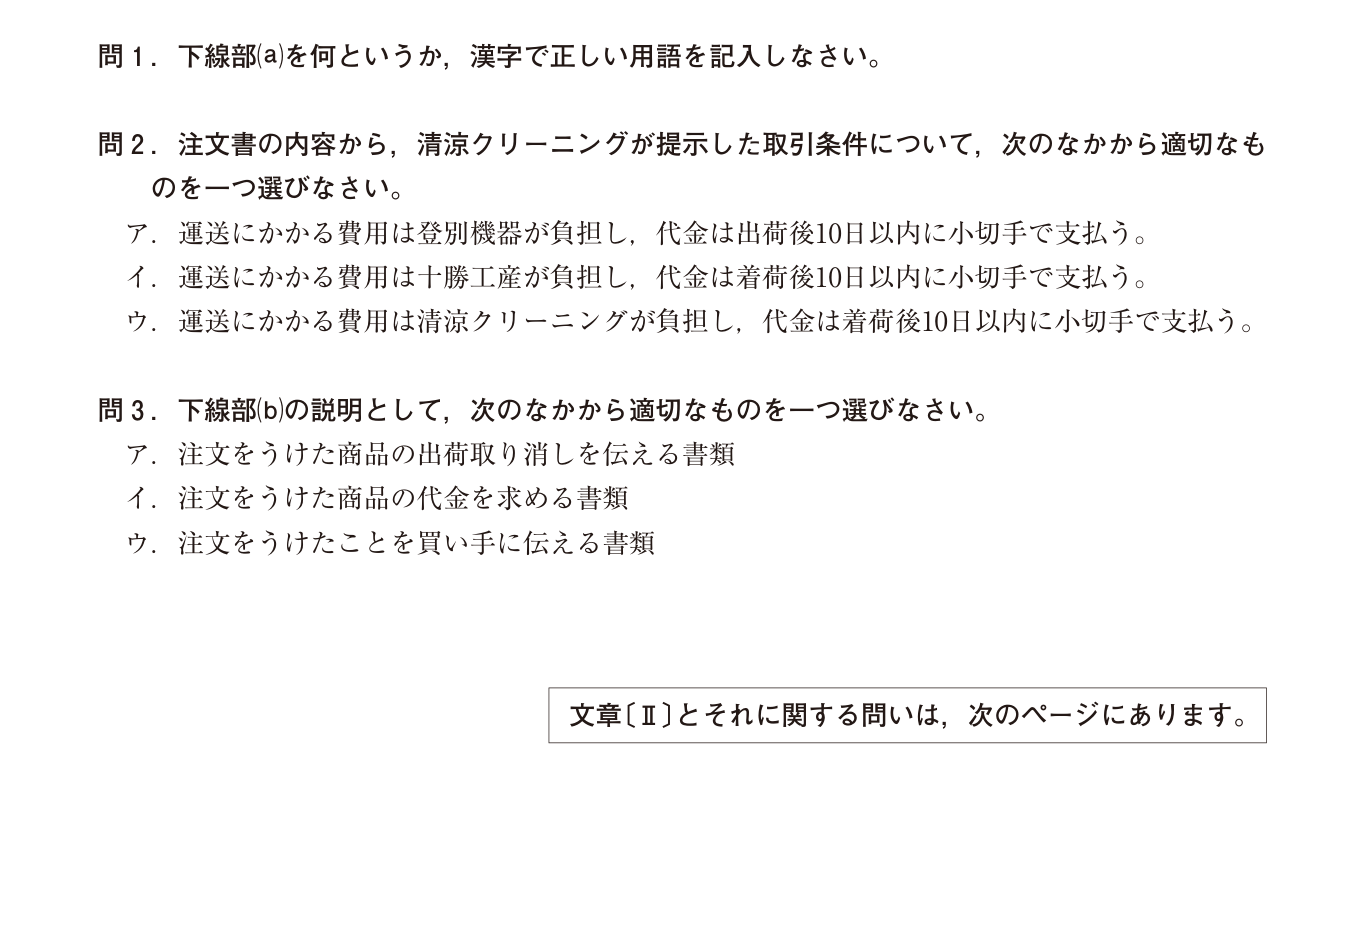 問1．下線部(a)を何というか，漢字で正しい用語を記入しなさい。
問2．注文書の内容から，清涼クリーニングが提示した取引条件について，次のなかから適切なも
のを一つ選びなさい。
ア．運送にかかる費用は登別機器が負担し，代金は出荷後10日以内に小切手で支払う。
イ．運送にかかる費用は十勝工産が負担し，代金は着荷後10日以内に小切手で支払う。
ウ．運送にかかる費用は清涼クリーニングが負担し，代金は着荷後10日以内に小切手で支払う。
問3．下線部(b)の説明として，次のなかから適切なものを一つ選びなさい。
ア．注文をうけた商品の出荷取り消しを伝える書類
イ．注文をうけた商品の代金を求める書類
ウ．注文をうけたことを買い手に伝える書類
文章〔Ⅱ〕とそれに関する問いは，次のページにあります。